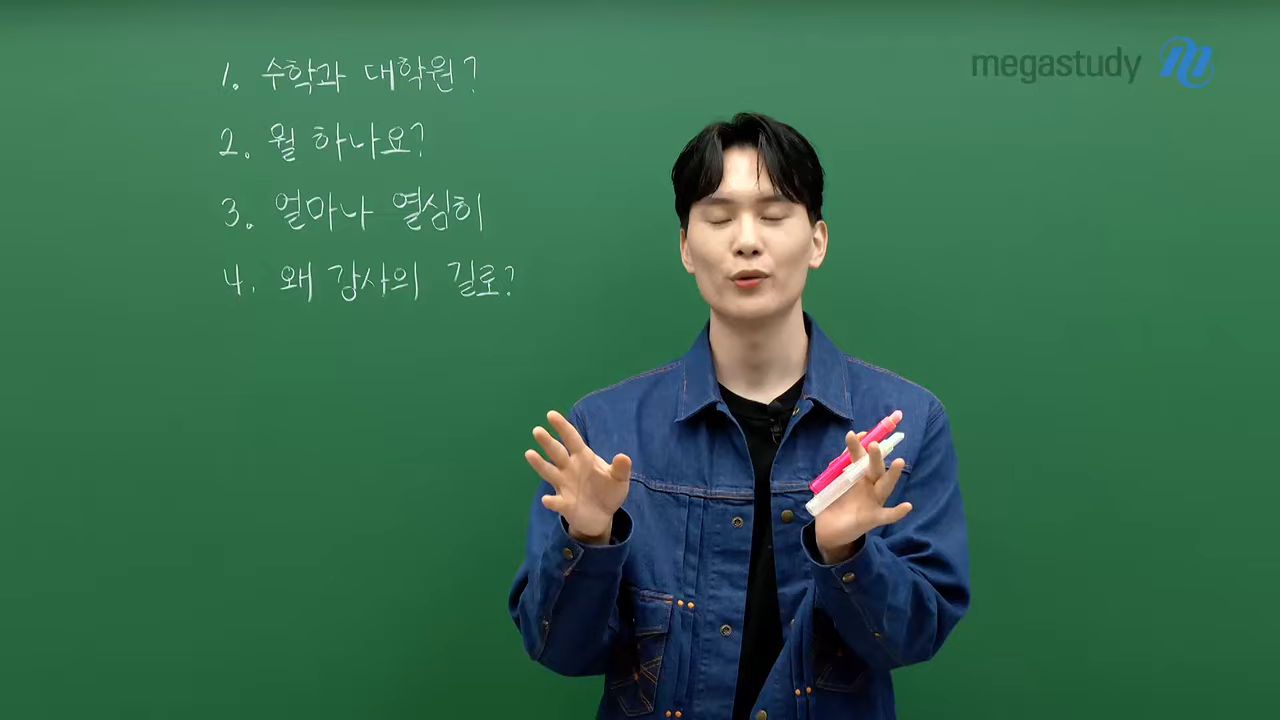 1. 수학과 대학원?
2. 뭘 하나요?
3. 얼마나 열심히
4. 왜 강사의 길로?
megastudy